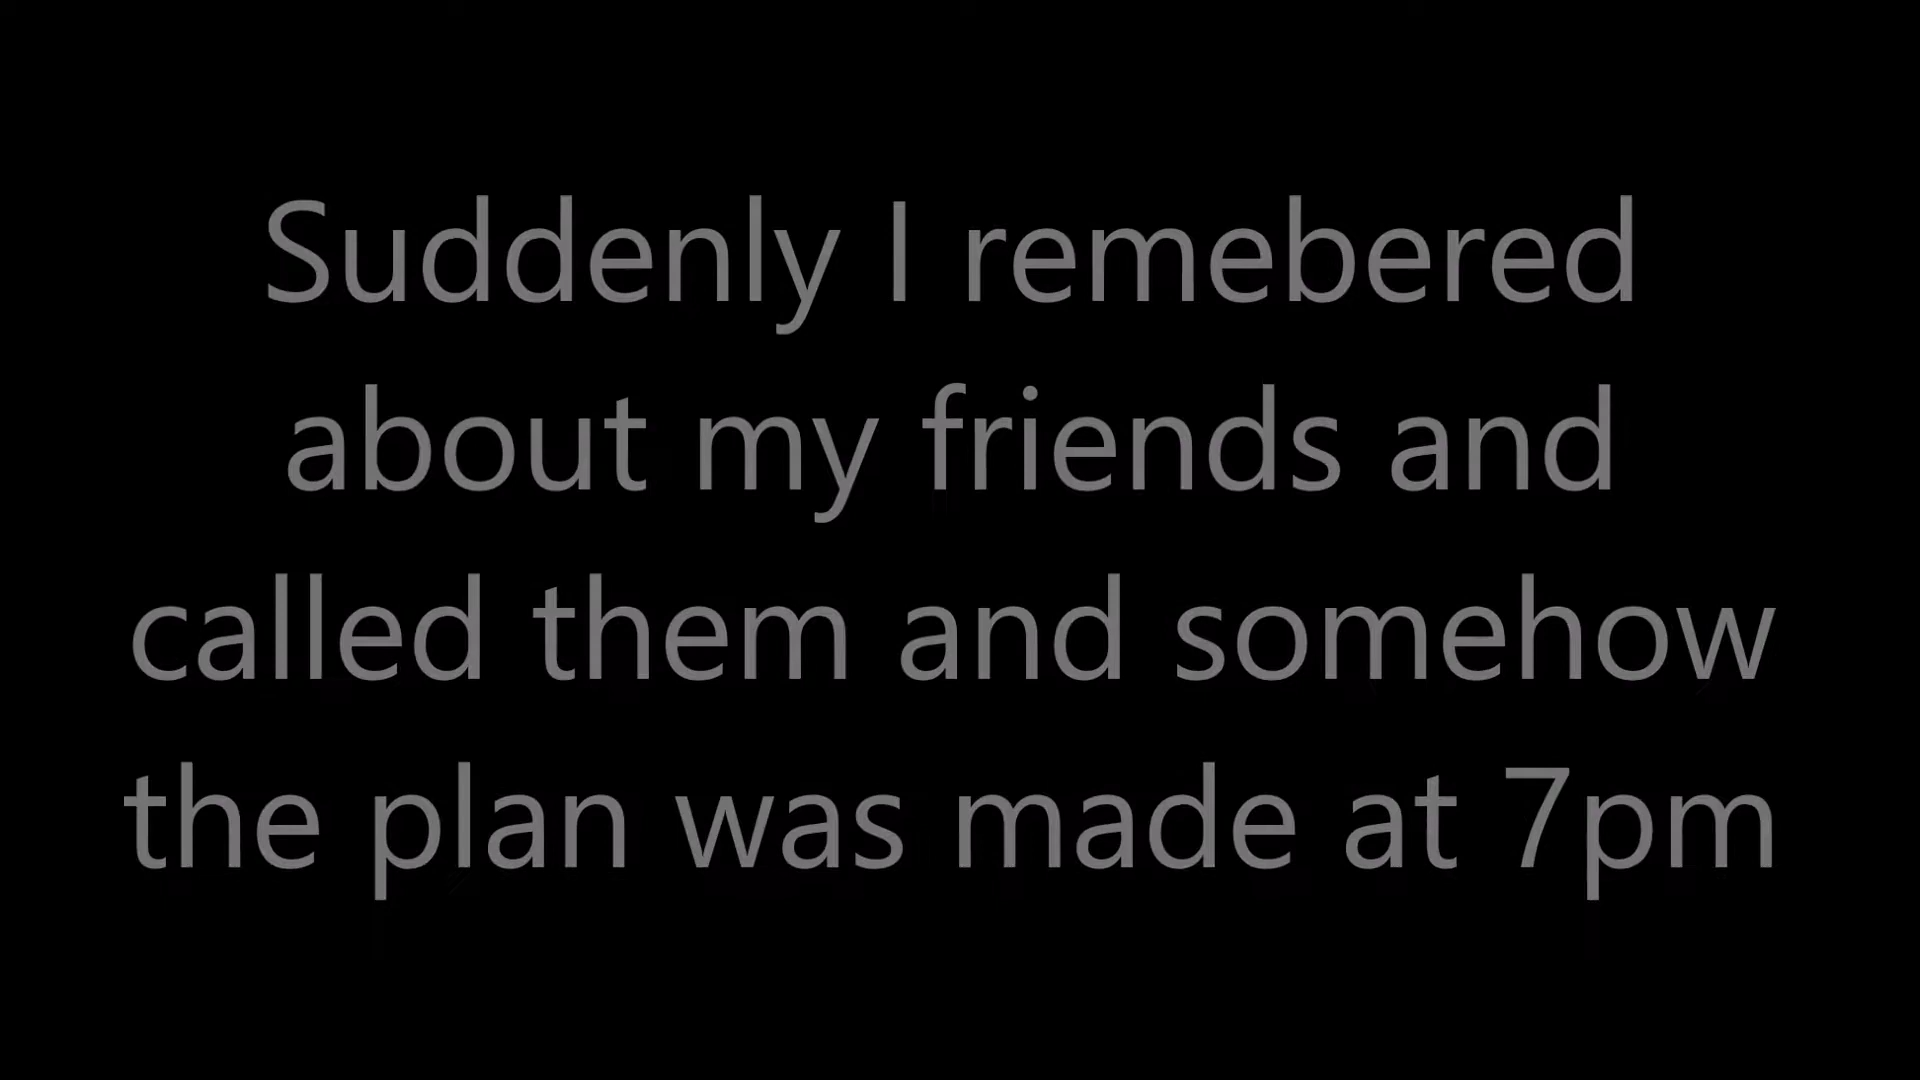 Suddenly I remebered
about my friends and
called them and somehow
the plan was made at 7pm